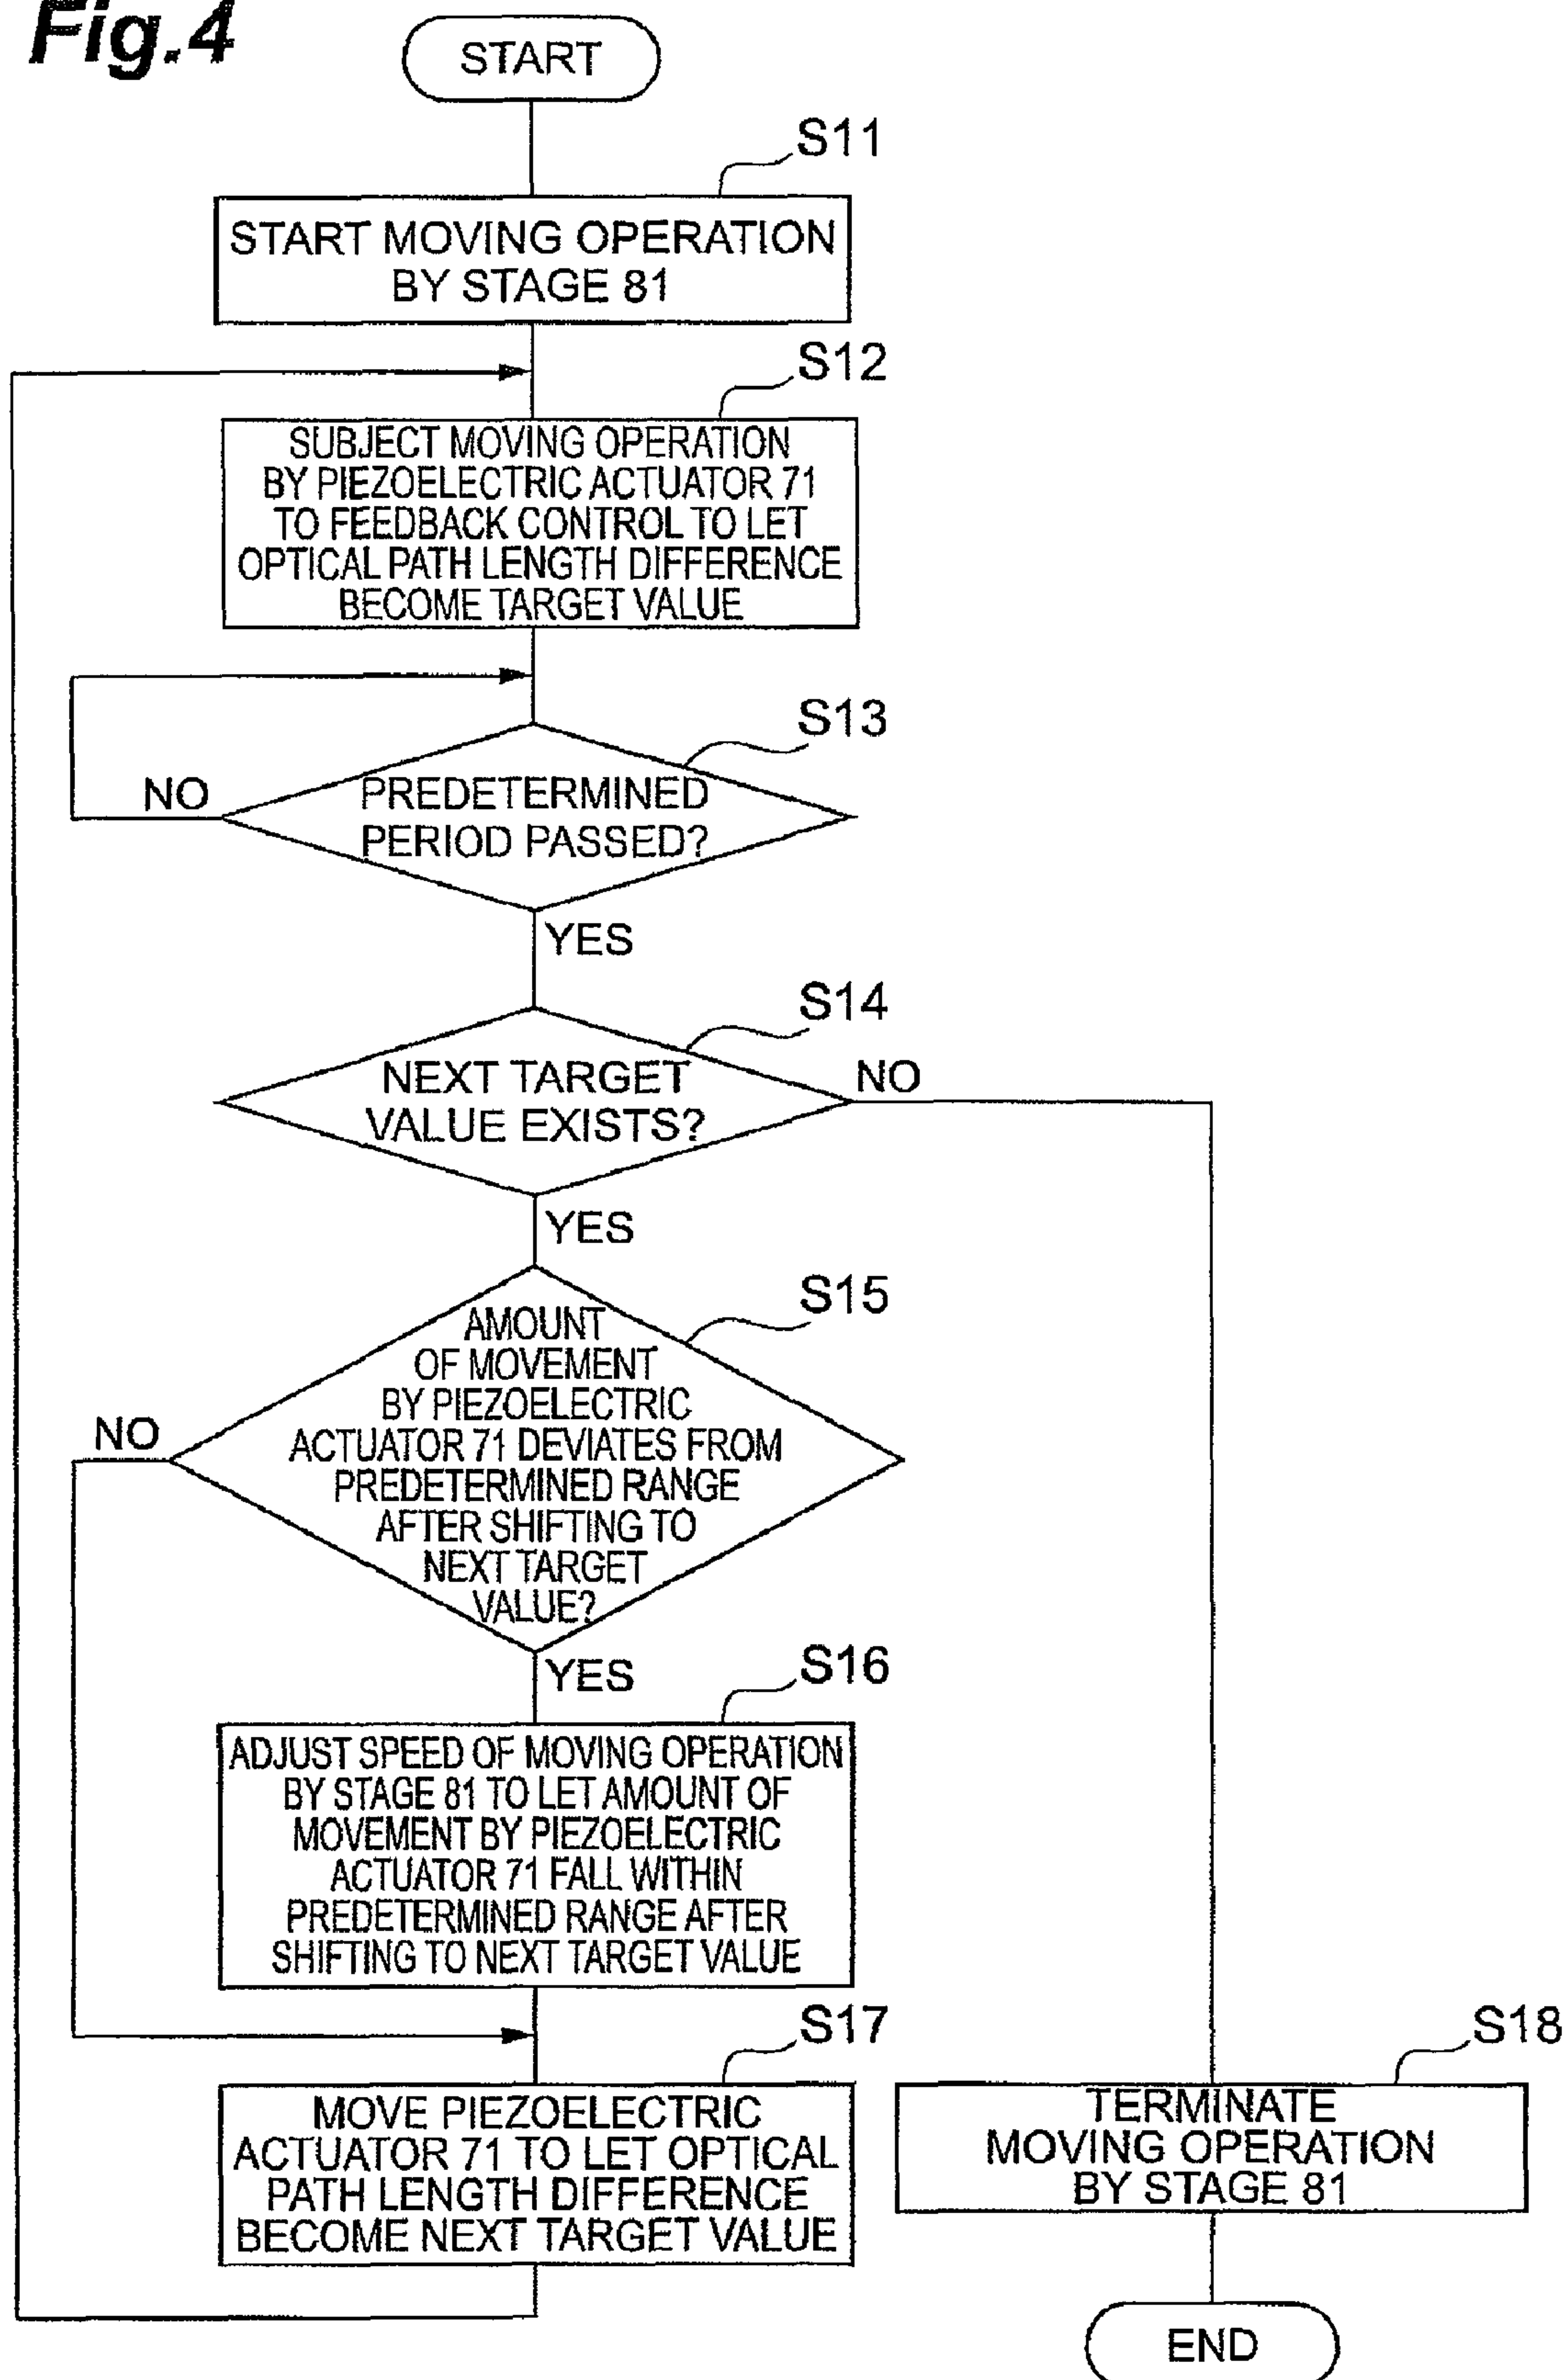 Fig.4
START
S11
START MOVING OPERATION
BY STAGE 81
S12
SUBJECT MOVING OPERATION
BY PIEZOELECTRIC ACTUATOR 71
TO FEEDBACK CONTROL TO LET
OPTICAL PATH LENGTH DIFFERENCE
BECOME TARGET VALUE
S13
NO
PREDETERMINED
PERIOD PASSED?
YES
S14
NEXT TARGET
VALUE EXISTS?
NO
YES
S15
AMOUNT
OF MOVEMENT
BY PIEZOELECTRIC
ACTUATOR 71 DEVIATES FROM
PREDETERMINED RANGE
AFTER SHIFTING TO
NEXT TARGET
VALUE?
NO
YES
S16
ADJUST SPEED OF MOVING OPERATION
BY STAGE 81 TO LET AMOUNT OF
MOVEMENT BY PIEZOELECTRIC
ACTUATOR 71 FALL WITHIN
PREDETERMINED RANGE AFTER
SHIFTING TO NEXT TARGET VALUE
S17
MOVE PIEZOELECTRIC
ACTUATOR 71 TO LET OPTICAL
PATH LENGTH DIFFERENCE
BECOME NEXT TARGET VALUE
S18
TERMINATE
MOVING OPERATION
BY STAGE 81
END